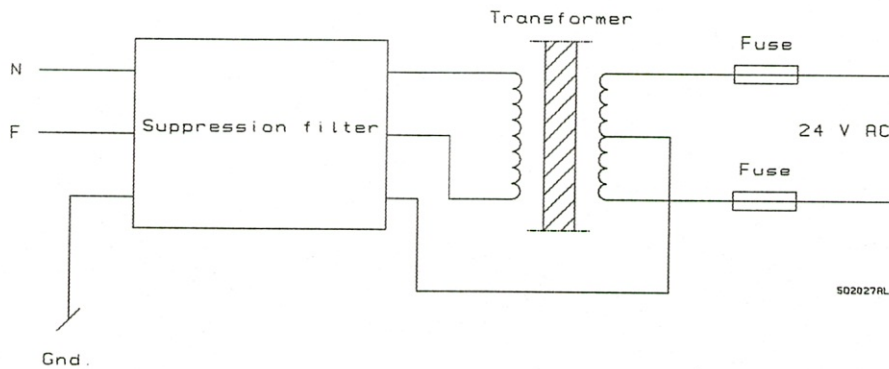 Transformer
Fuse
N
F
Suppression filter
24 V AC
Fuse
502027AL
Gnd.